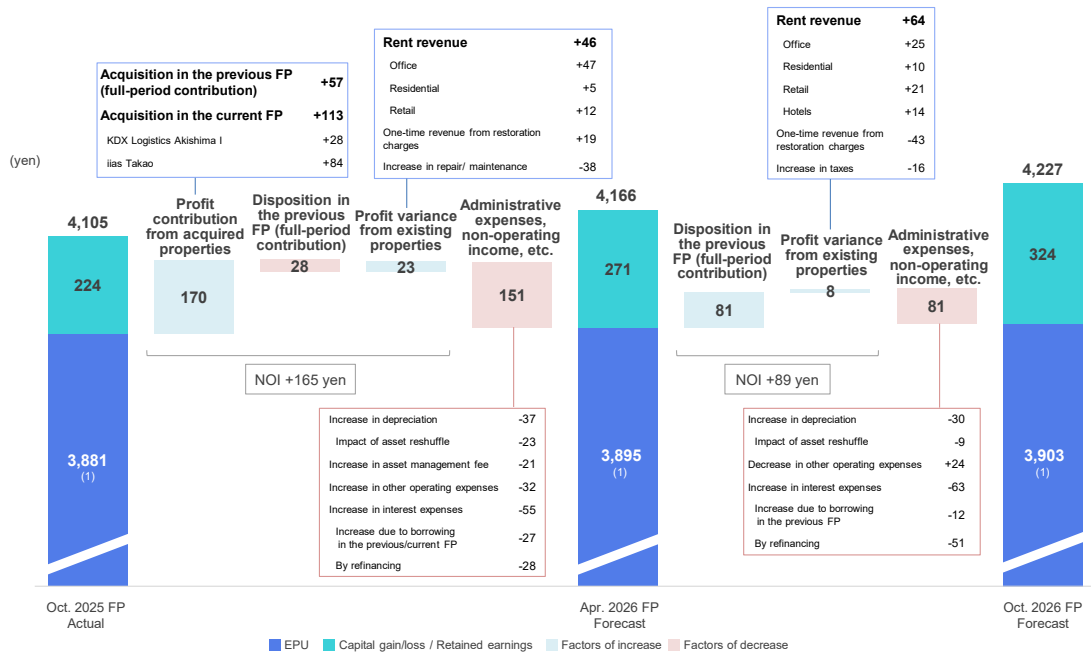 (yen)
Acquisition in the previous FP
(full-period contribution) +57
Acquisition in the current FP +113
KDX Logistics Akishima I +28
iias Takao +84
Rent revenue +46
Office +47
Residential +5
Retail +12
One-time revenue from restoration
charges +19
Increase in repair/ maintenance -38
Rent revenue +64
Office +25
Residential +10
Retail +21
Hotels +14
One-time revenue from
restoration charges -43
Increase in taxes -16
4,105
224
3,881
(1)
Profit
contribution
from acquired
properties
170
Disposition in
the previous
FP (full-period
contribution)
28
Profit variance
from existing
properties
23
Administrative
expenses,
non-operating
income, etc.
151
NOI +165 yen
Increase in depreciation -37
Impact of asset reshuffle -23
Increase in asset management fee -21
Increase in other operating expenses -32
Increase in interest expenses -55
Increase due to borrowing
in the previous/current FP -27
By refinancing -28
4,166
271
3,895
(1)
Disposition in
the previous
FP (full-period
contribution)
81
Profit variance
from existing
properties
8
Administrative
expenses,
non-operating
income, etc.
81
NOI +89 yen
Increase in depreciation -30
Impact of asset reshuffle -9
Decrease in other operating expenses +24
Increase in interest expenses -63
Increase due to borrowing
in the previous FP -12
By refinancing -51
4,227
324
3,903
(1)
Oct. 2025 FP
Actual
Apr. 2026 FP
Forecast
Oct. 2026 FP
Forecast
EPU Capital gain/loss / Retained earnings Factors of increase Factors of decrease